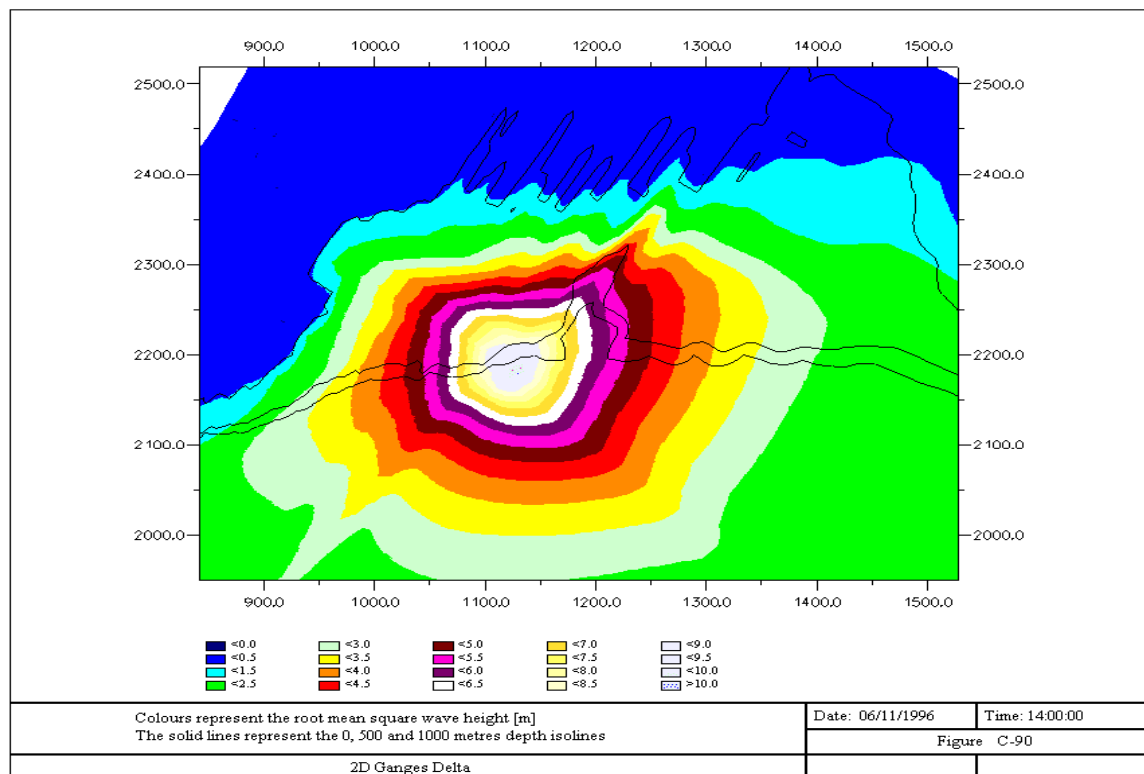 900.0 1000.0 1100.0 1200.0 1300.0 1400.0 1500.0
2500.0 2500.0
2400.0 2400.0
2300.0 2300.0
2200.0 2200.0
2100.0 2100.0
2000.0 2000.0
900.0 1000.0 1100.0 1200.0 1300.0 1400.0 1500.0
<0.0 <3.0 <5.0 <7.0 <9.0
<0.5 <3.5 <5.5 <7.5 <9.5
<1.5 <4.0 <6.0 <8.0 <10.0
<2.5 <4.5 <6.5 <8.5 >10.0
Colours represent the root mean square wave height [m] Date: 06/11/1996 Time: 14:00:00
The solid lines represent the 0, 500 and 1000 metres depth isolines
Figure C-90
2D Ganges Delta